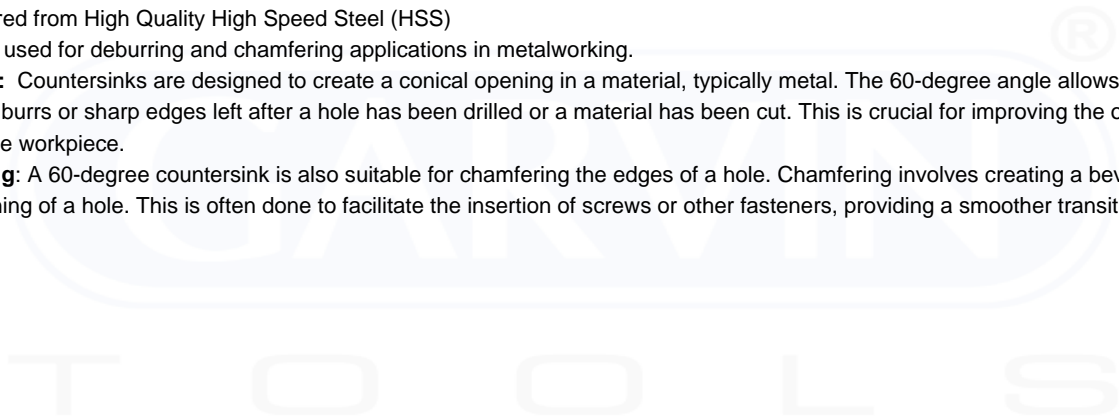 red from High Quality High Speed Steel (HSS)
used for deburring and chamfering applications in metalworking.
: Countersinks are designed to create a conical opening in a material, typically metal. The 60-degree angle allows
burrs or sharp edges left after a hole has been drilled or a material has been cut. This is crucial for improving the o
e workpiece.
g: A 60-degree countersink is also suitable for chamfering the edges of a hole. Chamfering involves creating a bev
ning of a hole. This is often done to facilitate the insertion of screws or other fasteners, providing a smoother transit
GARVIN ®
TOOLS